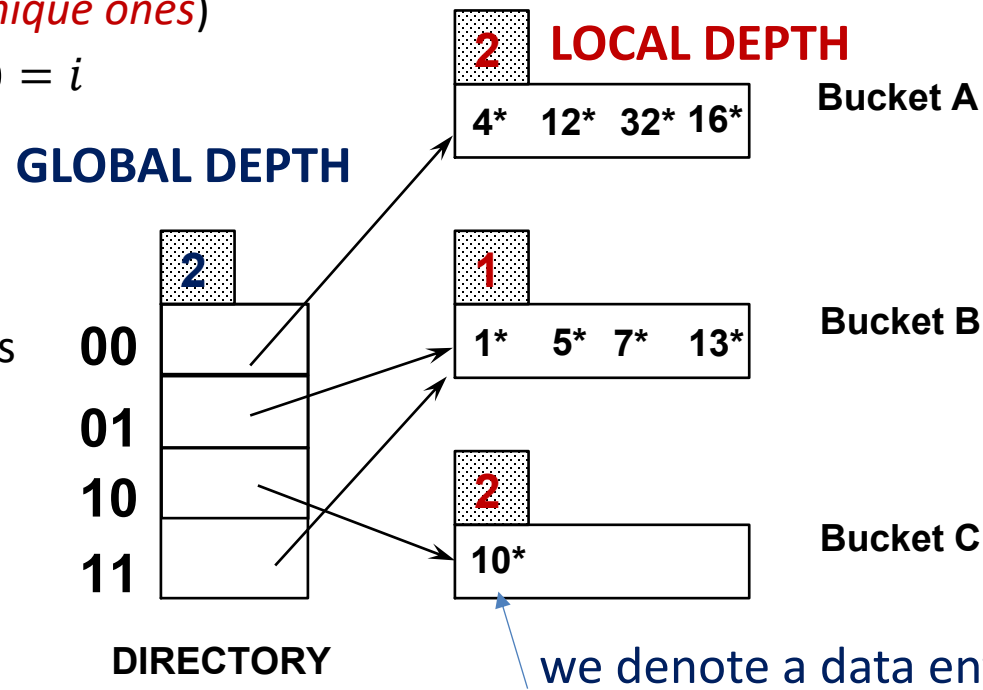 nique ones)
) = i
GLOBAL DEPTH
2 LOCAL DEPTH
4* 12* 32* 16*
Bucket A
2
1
s
00
01
10
11
1* 5* 7* 13*
Bucket B
2
10*
Bucket C
DIRECTORY
we denote a data en